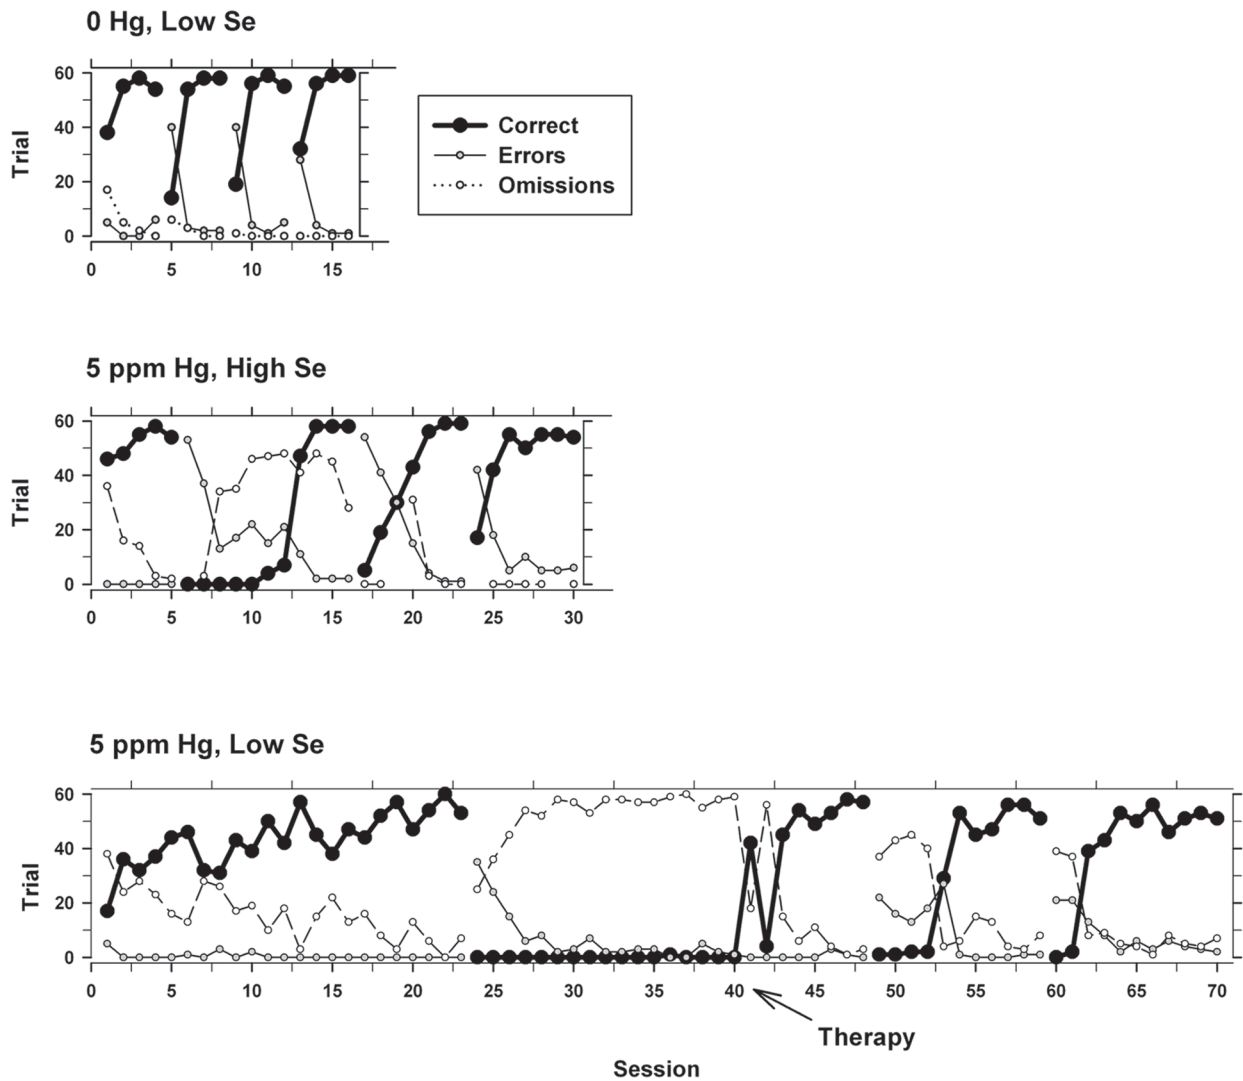 0 Hg, Low Se
60
40
20
0
Trial
0 5 10 15
Correct
Errors
Omissions
5 ppm Hg, High Se
60
40
20
0
Trial
0 5 10 15 20 25 30
5 ppm Hg, Low Se
60
40
20
0
Trial
0 5 10 15 20 25 30 35 40 45 50 55 60 65 70
Therapy
Session